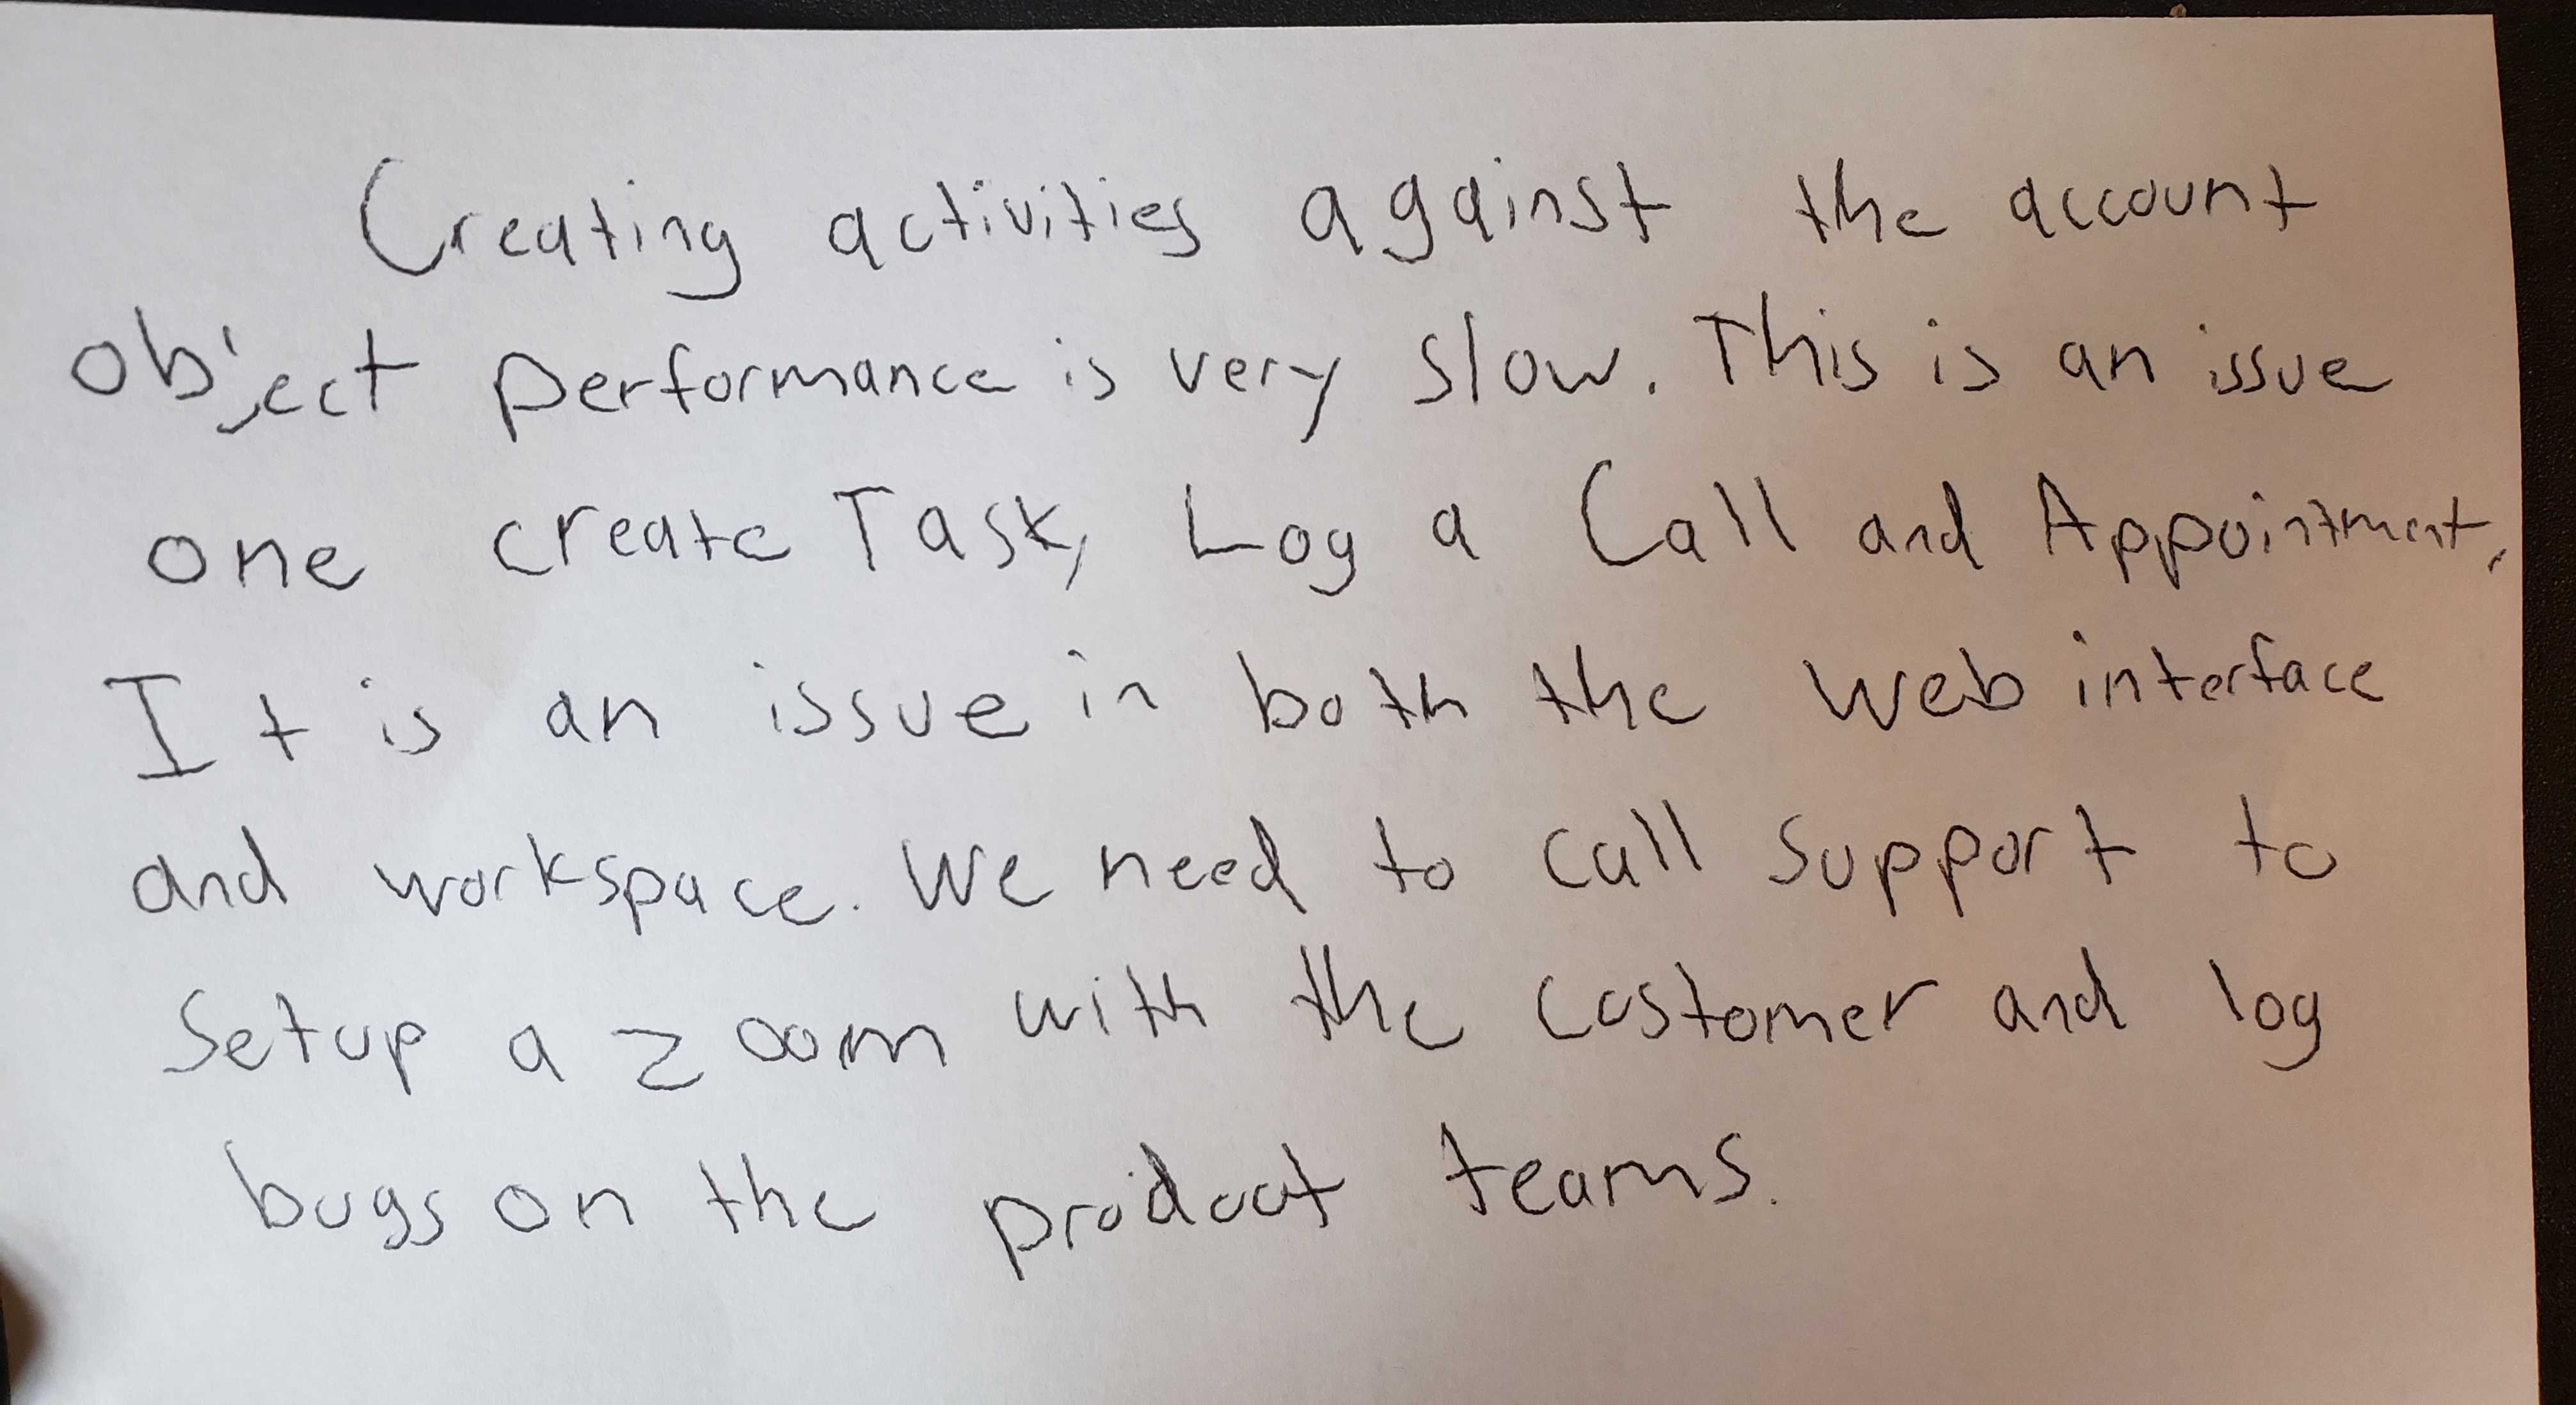 Creating activities against the account
object performance is very slow. This is an issue
one create Task, Log a Call and Appointment,
It is an issue in both the web interface
and workspace. We need to call support to
setup a zoom with the customer and log
bugs on the product teams.